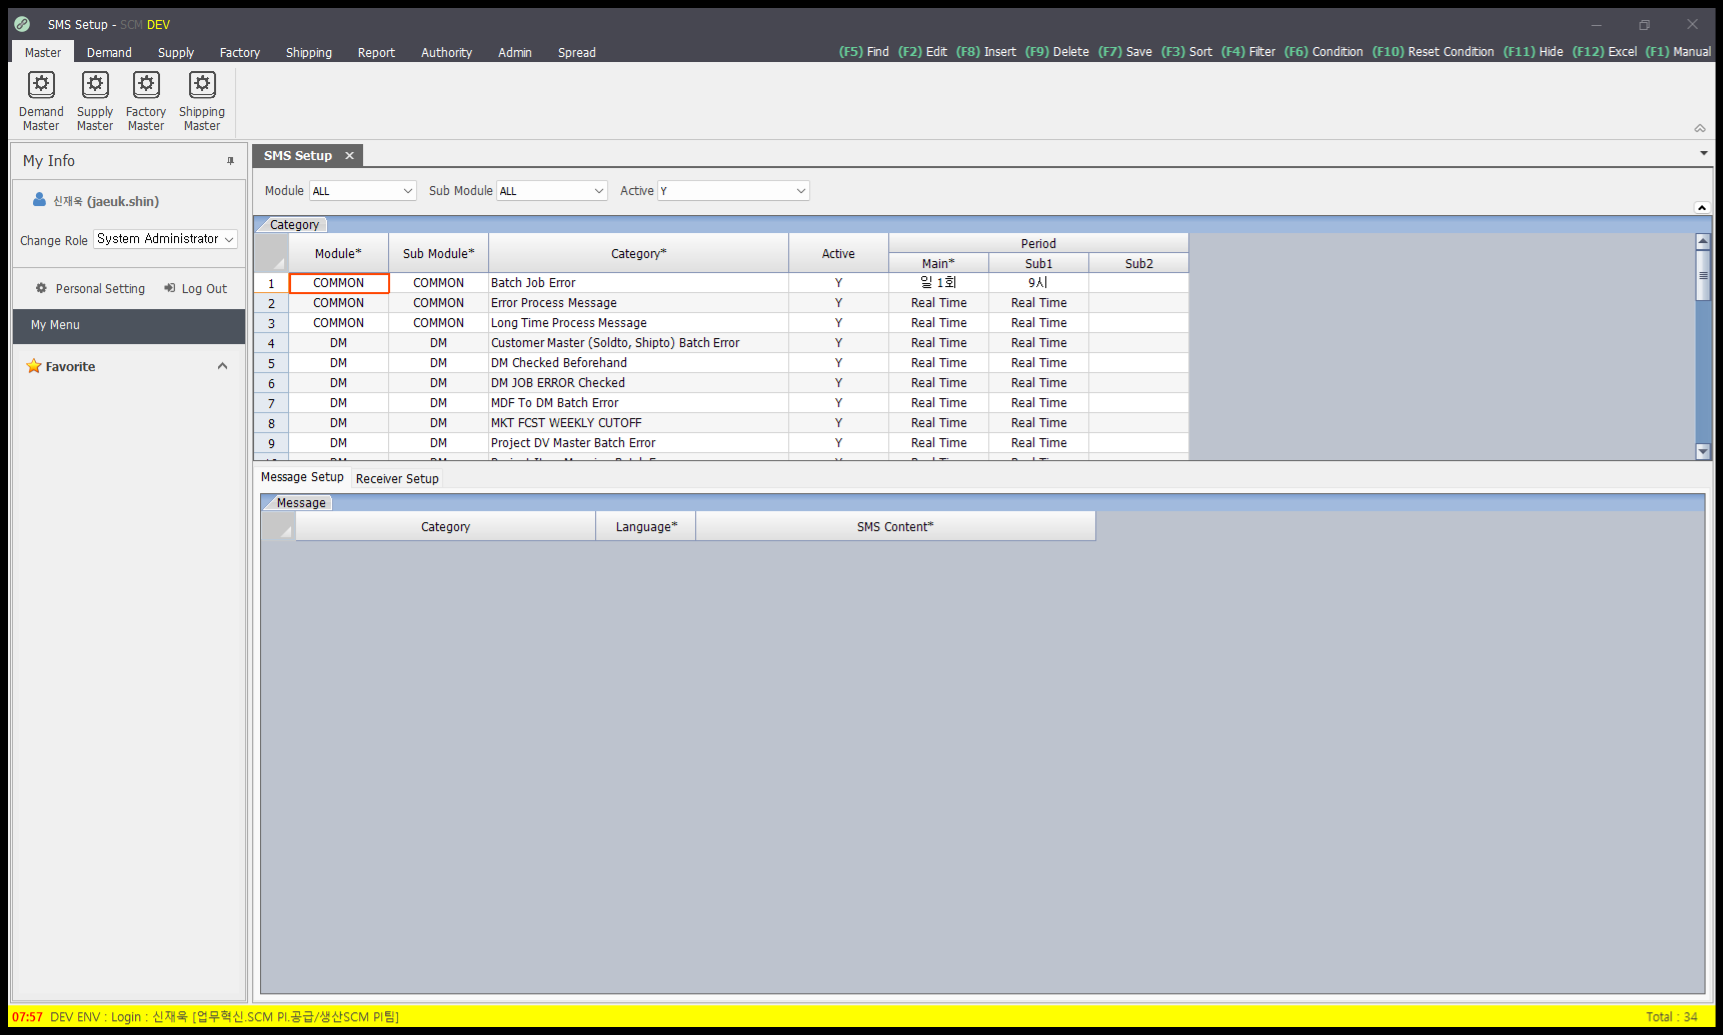 SMS Setup - SCM DEV
Master Demand Supply Factory Shipping Report Authority Admin Spread (F5) Find (F2) Edit (F8) Insert (F9) Delete (F7) Save (F3) Sort (F4) Filter (F6) Condition (F10) Reset Condition (F11) Hide (F12) Excel (F1) Manual
Demand Master Supply Master Factory Master Shipping Master
My Info
신재욱 (jaeuk.shin)
Change Role System Administrator
Personal Setting Log Out
My Menu
Favorite
SMS Setup
Module ALL Sub Module ALL Active Y
Category
Module* Sub Module* Category* Active Period
Main* Sub1 Sub2
1 COMMON COMMON Batch Job Error Y 일 1회 9시
2 COMMON COMMON Error Process Message Y Real Time Real Time
3 COMMON COMMON Long Time Process Message Y Real Time Real Time
4 DM DM Customer Master (Soldto, Shipto) Batch Error Y Real Time Real Time
5 DM DM DM Checked Beforehand Y Real Time Real Time
6 DM DM DM JOB ERROR Checked Y Real Time Real Time
7 DM DM MDF To DM Batch Error Y Real Time Real Time
8 DM DM MKT FCST WEEKLY CUTOFF Y Real Time Real Time
9 DM DM Project DV Master Batch Error Y Real Time Real Time
Message Setup Receiver Setup
Message
Category Language* SMS Content*
07:57 DEV ENV : Login : 신재욱 [업무혁신.SCM PI.공급/생산SCM PI팀] Total : 34